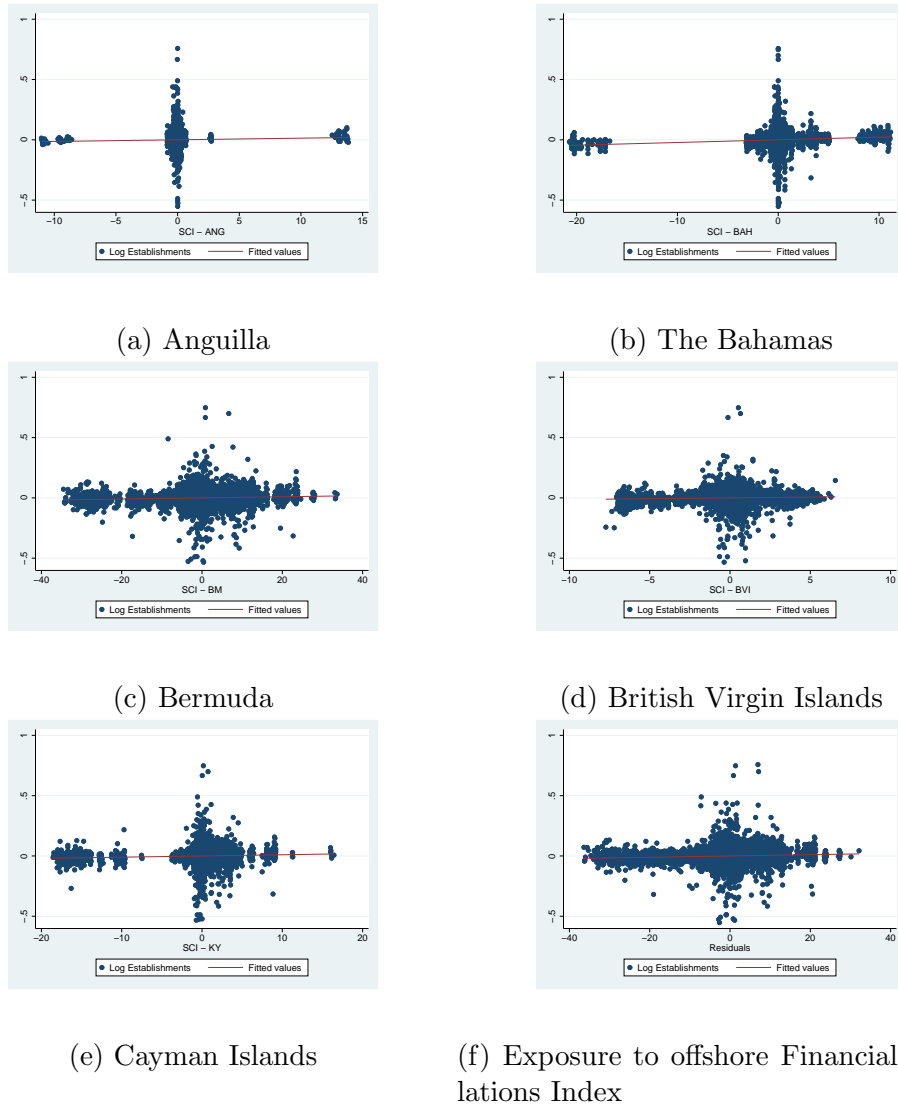 1
.5
0
−.5
−10
−5
0
5
10
15
SCI − ANG
Log Establishments
Fitted values
(a) Anguilla
1
.5
0
−.5
−20
−10
0
10
SCI − BAH
Log Establishments
Fitted values
(b) The Bahamas
1
.5
0
−.5
−40
−20
0
20
40
SCI − BM
Log Establishments
Fitted values
(c) Bermuda
1
.5
0
−.5
−10
−5
0
5
10
SCI − BVI
Log Establishments
Fitted values
(d) British Virgin Islands
1
.5
0
−.5
−20
−10
0
10
20
SCI − KY
Log Establishments
Fitted values
(e) Cayman Islands
1
.5
0
−.5
−40
−20
0
20
40
Residuals
Log Establishments
Fitted values
(f) Exposure to offshore Financial
lations Index